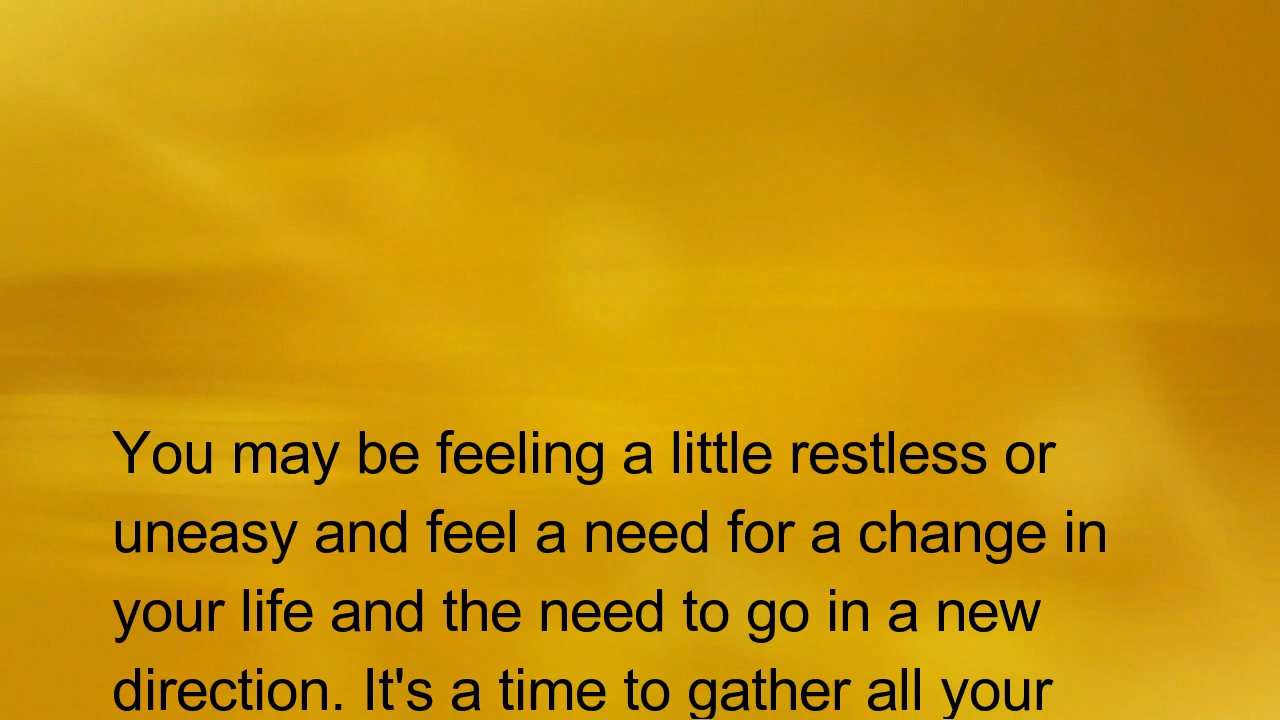 You may be feeling a little restless or
uneasy and feel a need for a change in
your life and the need to go in a new
direction. It's a time to gather all your